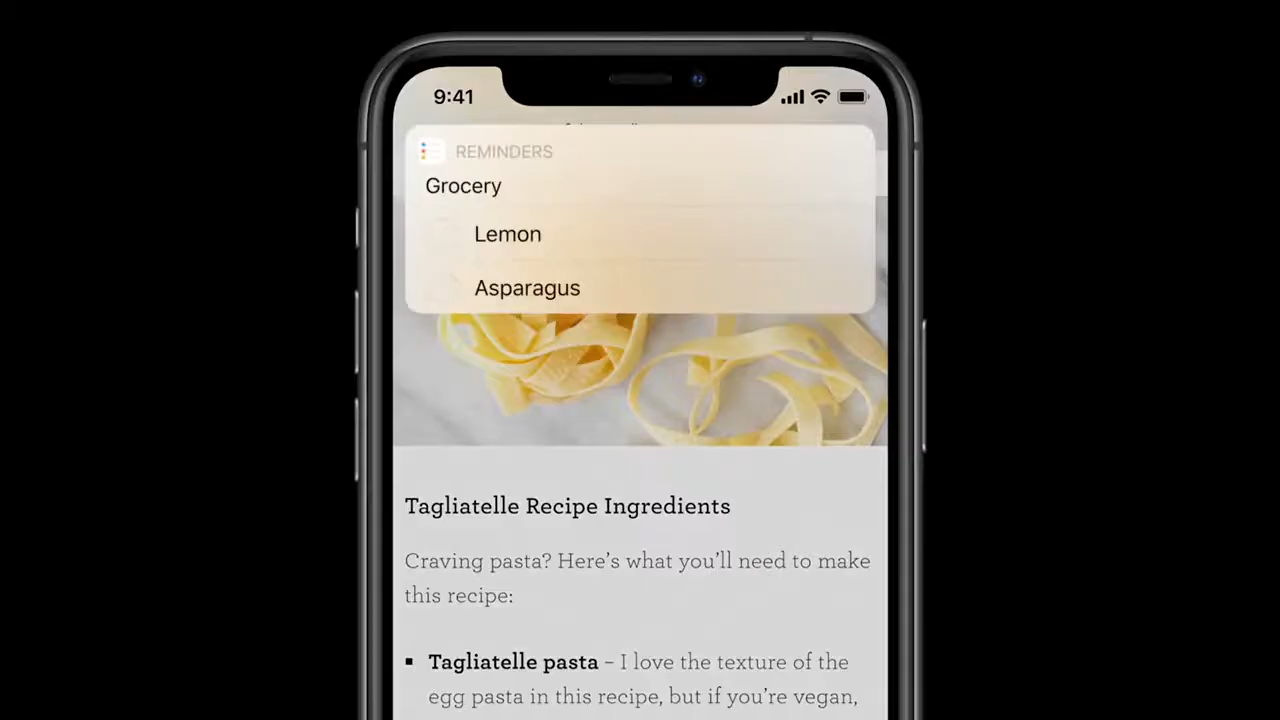 9:41
REMINDERS
Grocery
Lemon
Asparagus
Tagliatelle Recipe Ingredients
Craving pasta? Here’s what you’ll need to make
this recipe:
▪ Tagliatelle pasta – I love the texture of the
egg pasta in this recipe, but if you’re vegan,